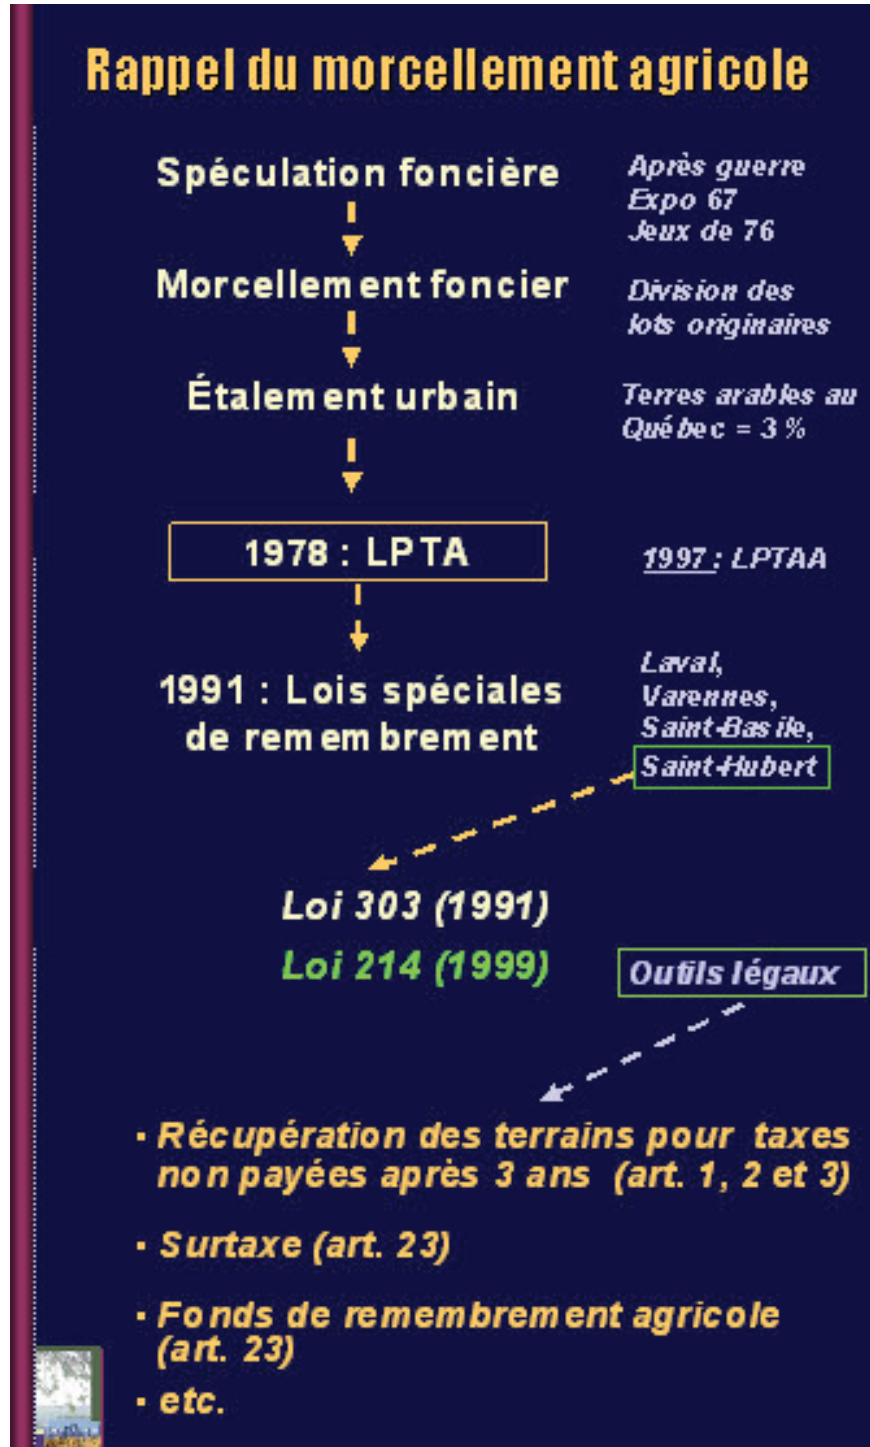 Rappel du morcellement agricole
Spéculation foncière
Après guerre
Expo 67
Jeux de 76
Morcellement foncier
Division des
lots originaires
Étalement urbain
Terres arables au
Québec = 3 %
1978 : LPTA
1997 : LPTAA
1991 : Lois spéciales
de remembrement
Laval,
Varennes,
Saint-Basile,
Saint-Hubert
Loi 303 (1991)
Loi 214 (1999)
Outils légaux
▪ Récupération des terrains pour taxes
non payées après 3 ans (art. 1, 2 et 3)
▪ Surtaxe (art. 23)
▪ Fonds de remembrement agricole
(art. 23)
▪ etc.